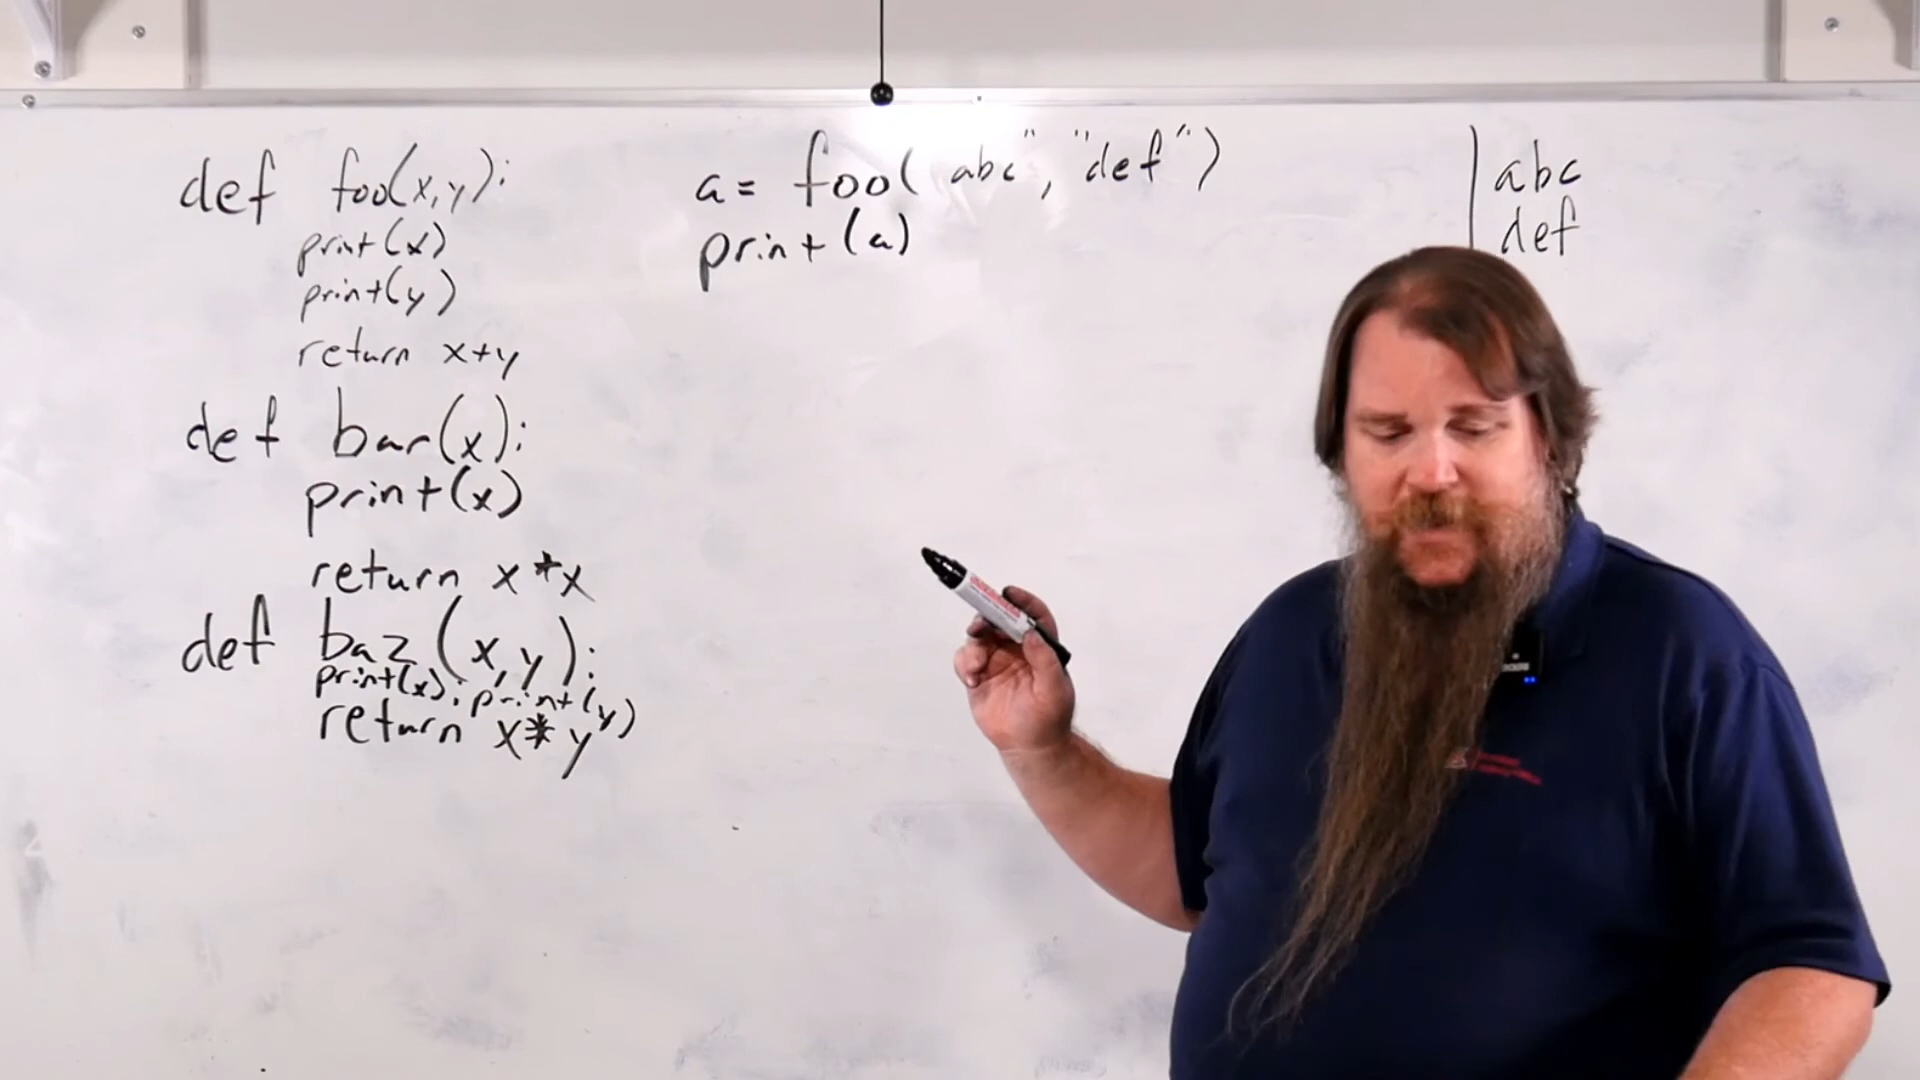 def foo(x,y):
print(x)
print(y)
return x+y
def bar(x):
print(x)
return x*x
def baz(x,y):
print(x); print(y)
return x*y
a= foo("abc", "def")
print(a)
abc
def